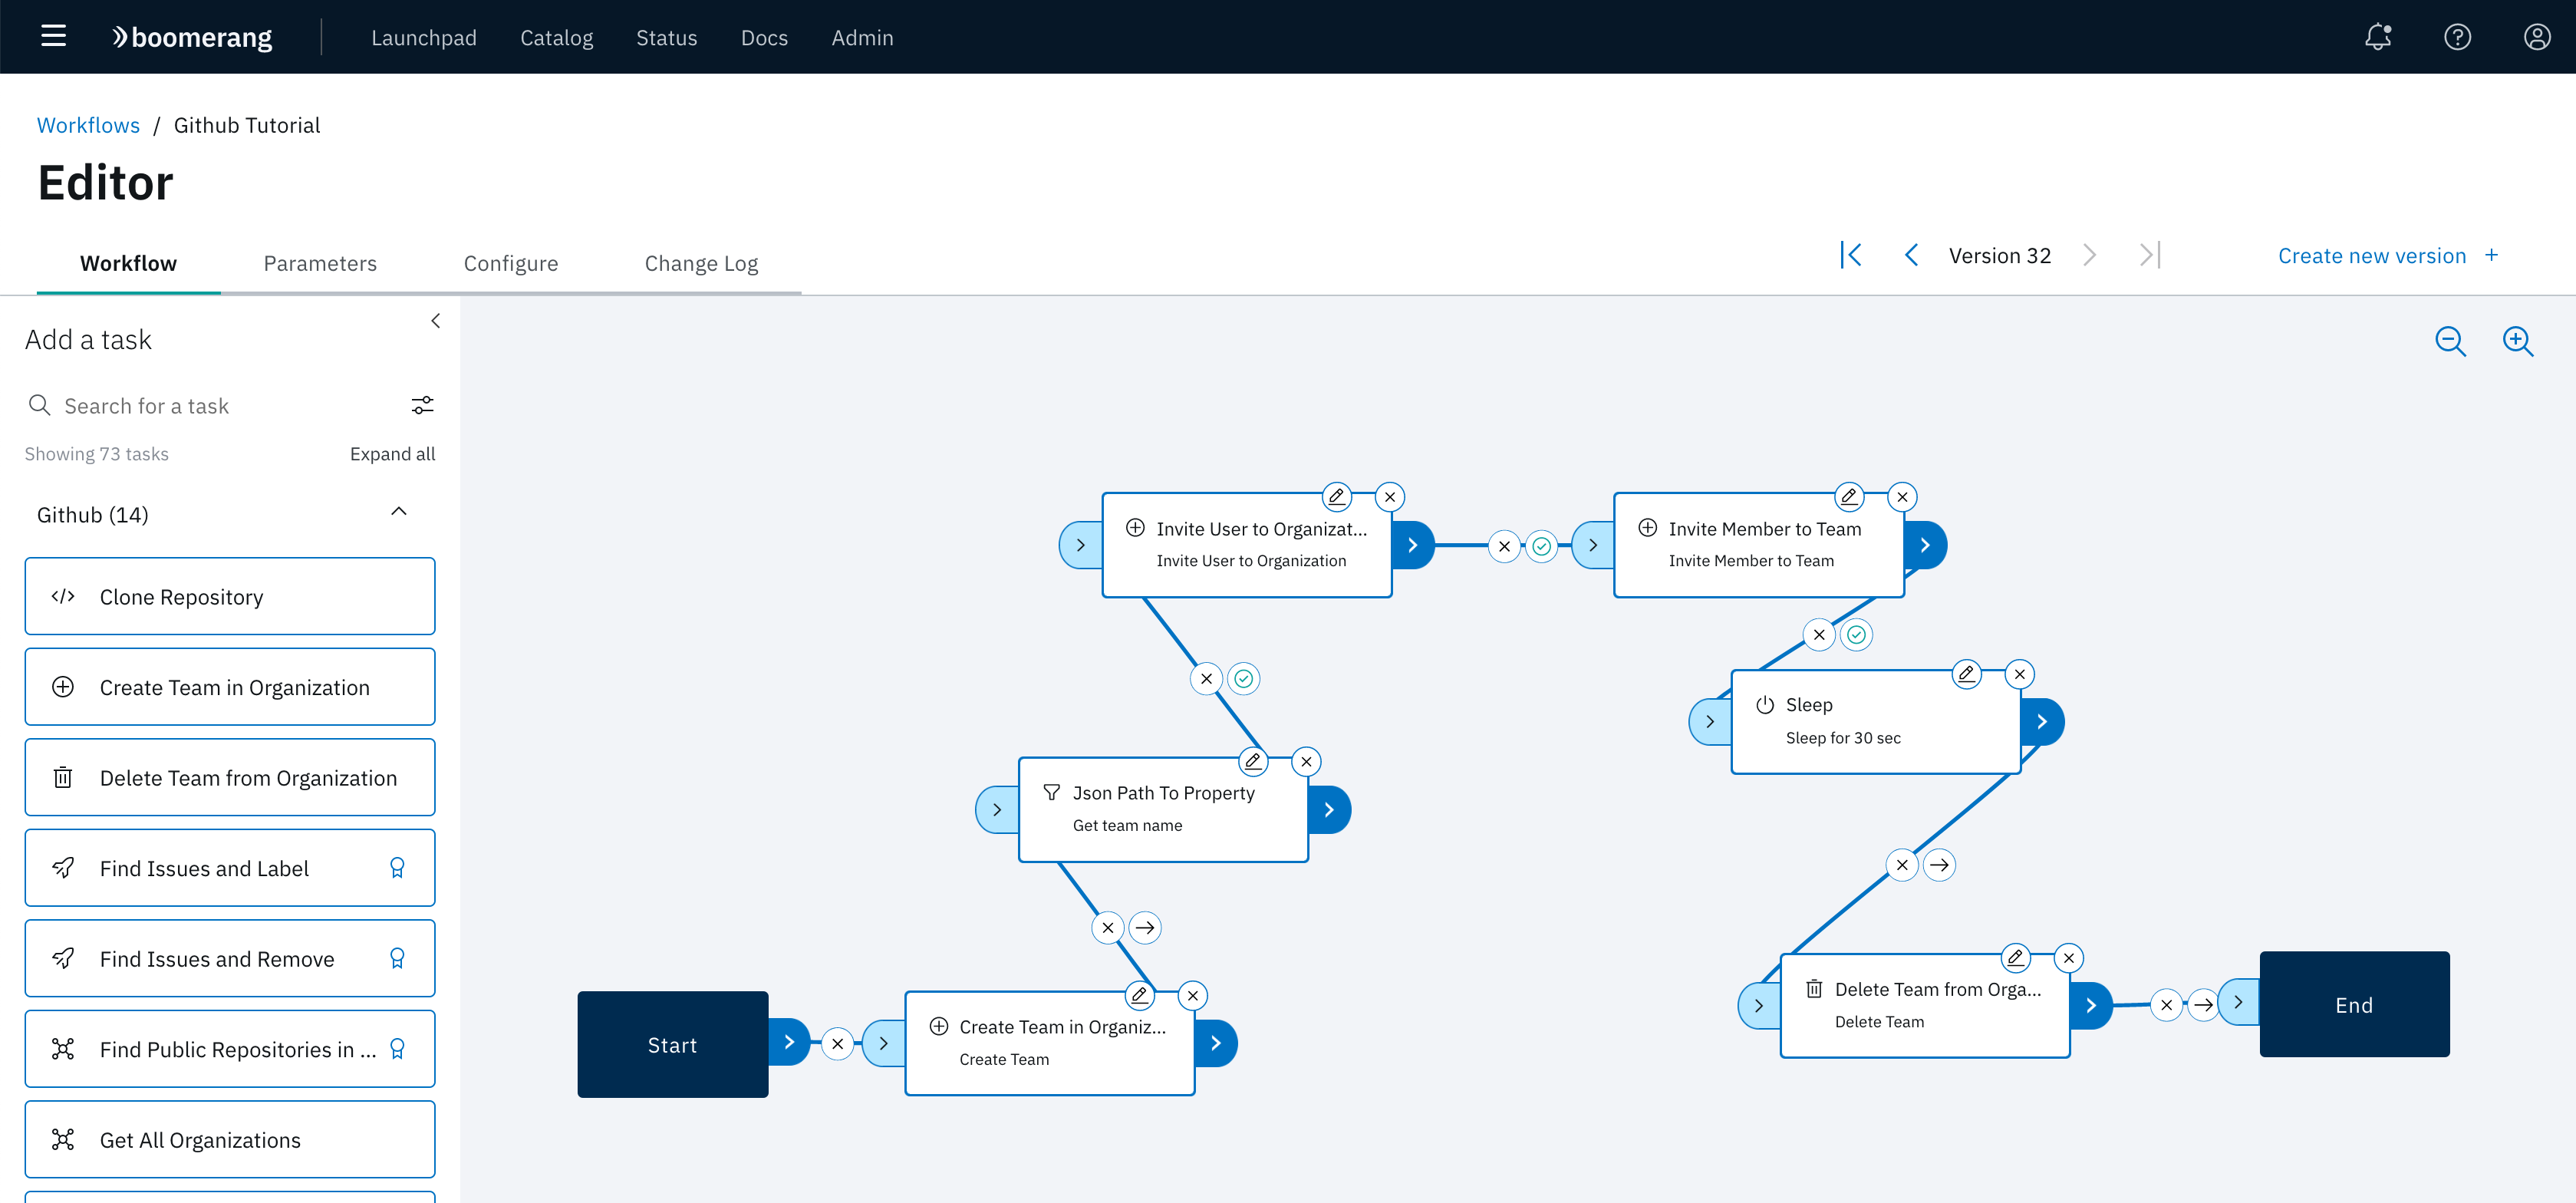 boomerang
Launchpad
Catalog
Status
Docs
Admin
Workflows / Github Tutorial
Editor
Workflow
Parameters
Configure
Change Log
Version 32
Create new version +
Add a task
Search for a task
Showing 73 tasks
Expand all
Github (14)
Clone Repository
Create Team in Organization
Delete Team from Organization
Find Issues and Label
Find Issues and Remove
Find Public Repositories in ...
Get All Organizations
Invite User to Organizat...
Invite User to Organization
Invite Member to Team
Invite Member to Team
Sleep
Sleep for 30 sec
Json Path To Property
Get team name
Start
Create Team in Organiz...
Create Team
Delete Team from Orga...
Delete Team
End